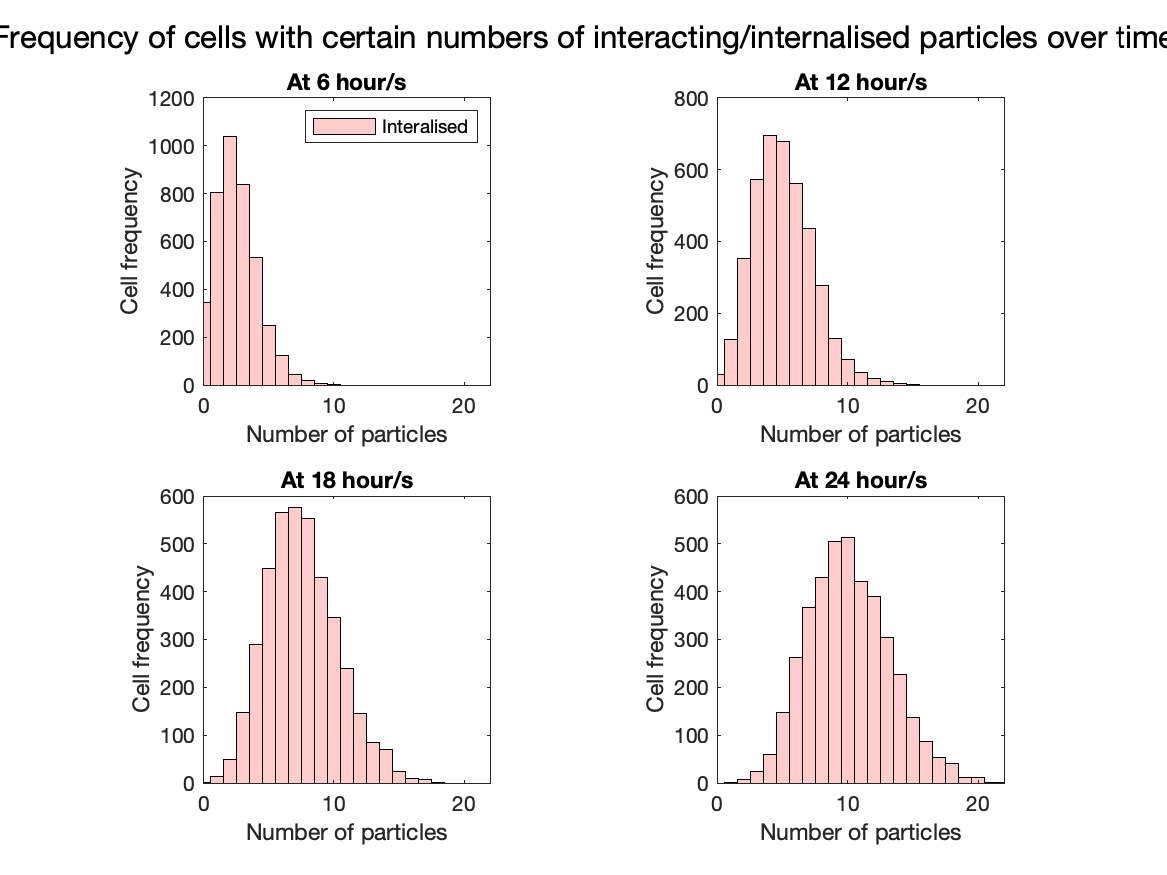 Frequency of cells with certain numbers of interacting/internalised particles over time
At 6 hour/s
1200
1000
800
600
400
200
0
Cell frequency
Interalised
0 10 20
Number of particles
At 12 hour/s
800
600
400
200
0
Cell frequency
0 10 20
Number of particles
At 18 hour/s
600
500
400
300
200
100
0
Cell frequency
0 10 20
Number of particles
At 24 hour/s
600
500
400
300
200
100
0
Cell frequency
0 10 20
Number of particles